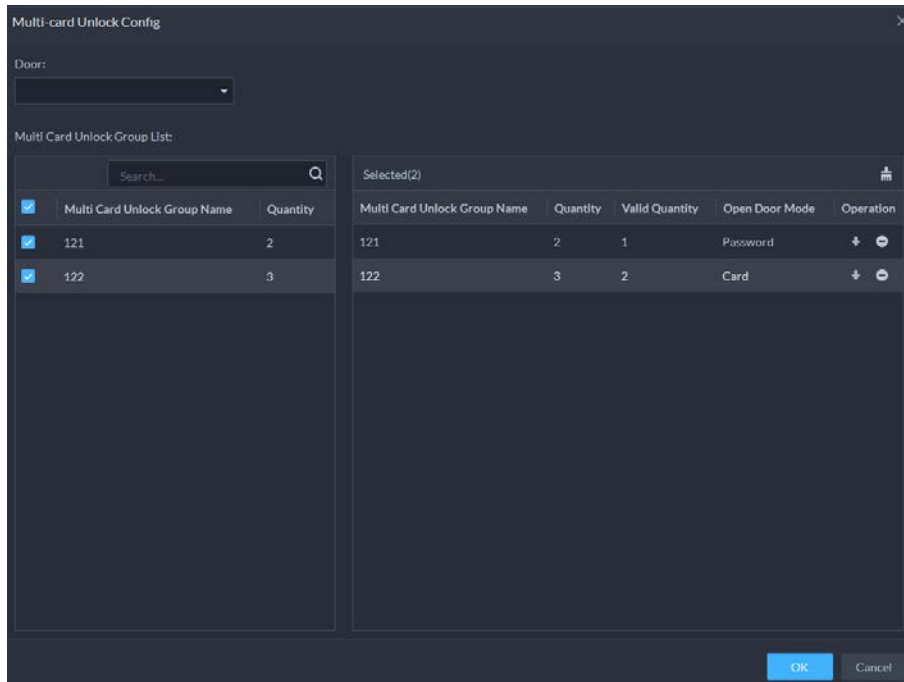 Multi-card Unlock Config
Door:
Multi Card Unlock Group List:
Search...
Selected(2)
Multi Card Unlock Group Name Quantity
Multi Card Unlock Group Name Quantity Valid Quantity Open Door Mode Operation
121 2
121 2 1 Password
122 3
122 3 2 Card
OK Cancel